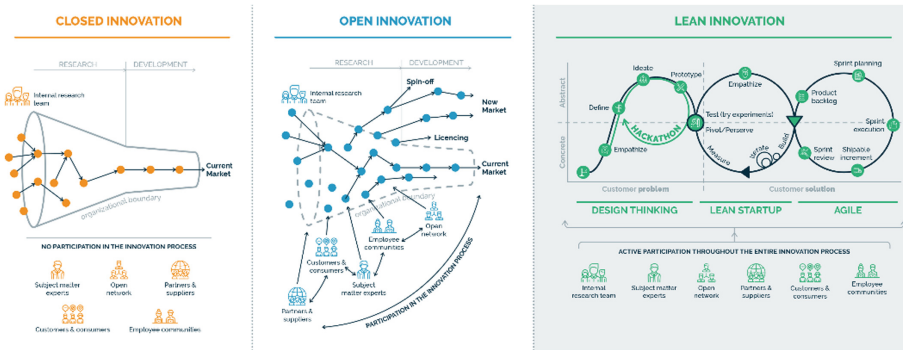 CLOSED INNOVATION
RESEARCH
DEVELOPMENT
Internal research
team
Current
Market
organizational boundary
NO PARTICIPATION IN THE INNOVATION PROCESS
Subject matter
experts
Open
network
Partners &
suppliers
Customers & consumers
Employee communities
OPEN INNOVATION
RESEARCH
DEVELOPMENT
Internal research
team
Spin-off
Now
Market
Licencing
Current
Market
organizational boundary
Open
network
Employee
communities
Customers &
consumers
Subject
matter experts
Partners &
suppliers
PARTICIPATION IN THE INNOVATION PROCESS
LEAN INNOVATION
Abstract
Concrete
Ideate
Prototype
Define
HACKATHON
Empathize
Empathize
Test (try experiments)
Pival/Perserve
Measure
Iterate
Build
Sprint planning
Product
backlog
Sprint
execution
Sprint
review
Shipable
increment
Customer problem
Customer solution
DESIGN THINKING
LEAN STARTUP
AGILE
ACTIVE PARTICIPATION THROUGHOUT THE ENTIRE INNOVATION PROCESS
Internal
research team
Subject matter
experts
Open
network
Partners &
suppliers
Customers &
consumers
Employee
communities